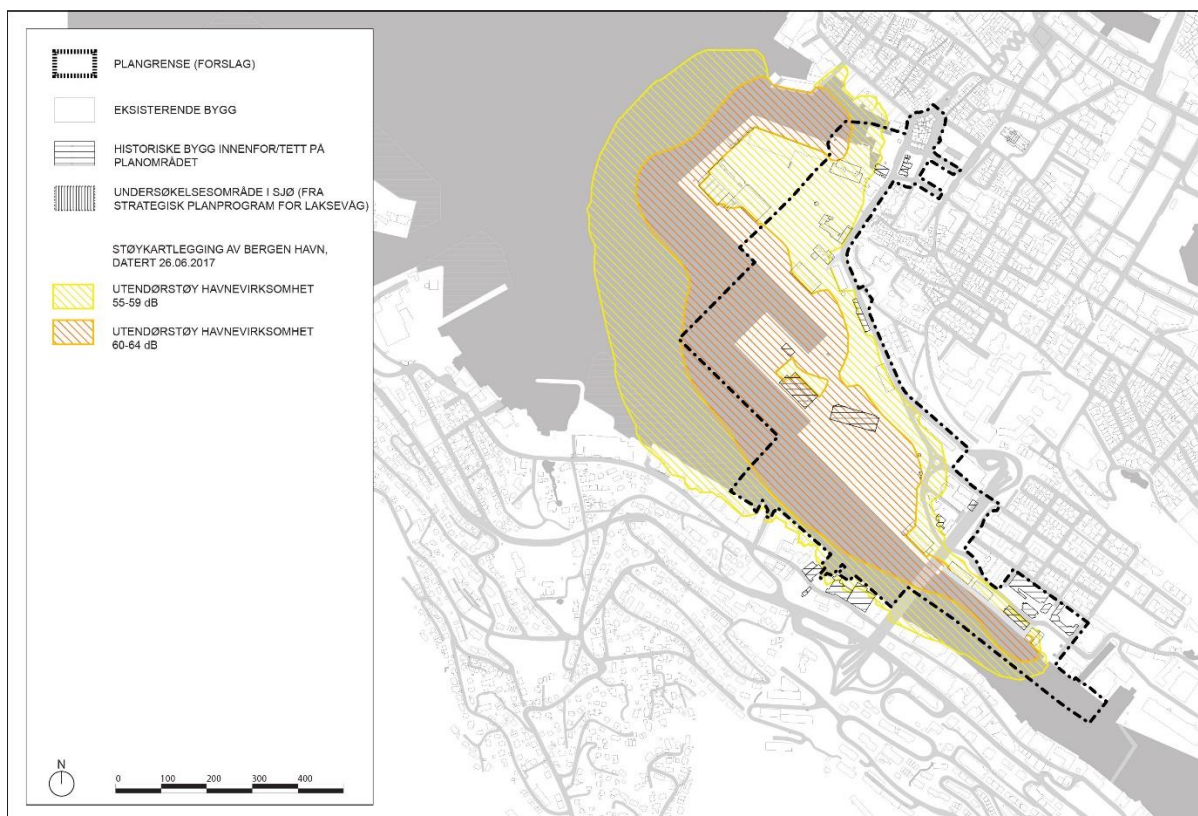 PLANGRENSE (FORSLAG)
EKSISTERENDE BYGG
HISTORISKE BYGG INNENFOR/TETT PÅ
PLANOMRÅDET
UNDERSØKELSESOMRÅDE I SJØ (FRA
STRATEGISK PLANPROGRAM FOR LAKSEVÅG)
STØYKARTLEGGING AV BERGEN HAVN,
DATERT 26.06.2017
UTENDØRSTØY HAVNEVIRKSOMHET
55-59 dB
UTENDØRSTØY HAVNEVIRKSOMHET
60-64 dB
N
0 100 200 300 400